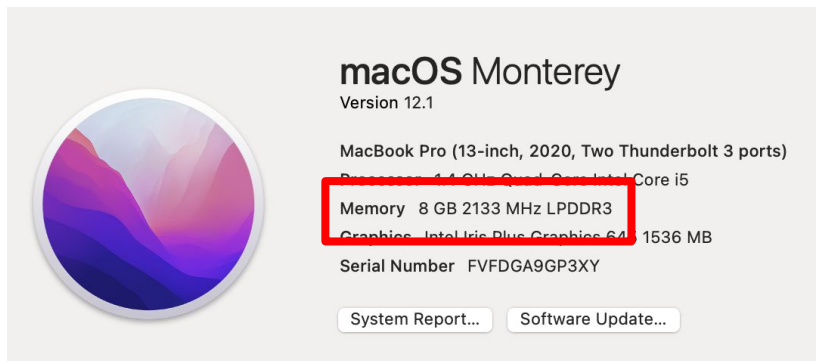 macOS Monterey
Version 12.1
MacBook Pro (13-inch, 2020, Two Thunderbolt 3 ports)
Processor 1.4 GHz Quad-Core Intel Core i5
Memory 8 GB 2133 MHz LPDDR3
Graphics Intel Iris Plus Graphics 645 1536 MB
Serial Number FVFDGA9GP3XY
System Report... Software Update...